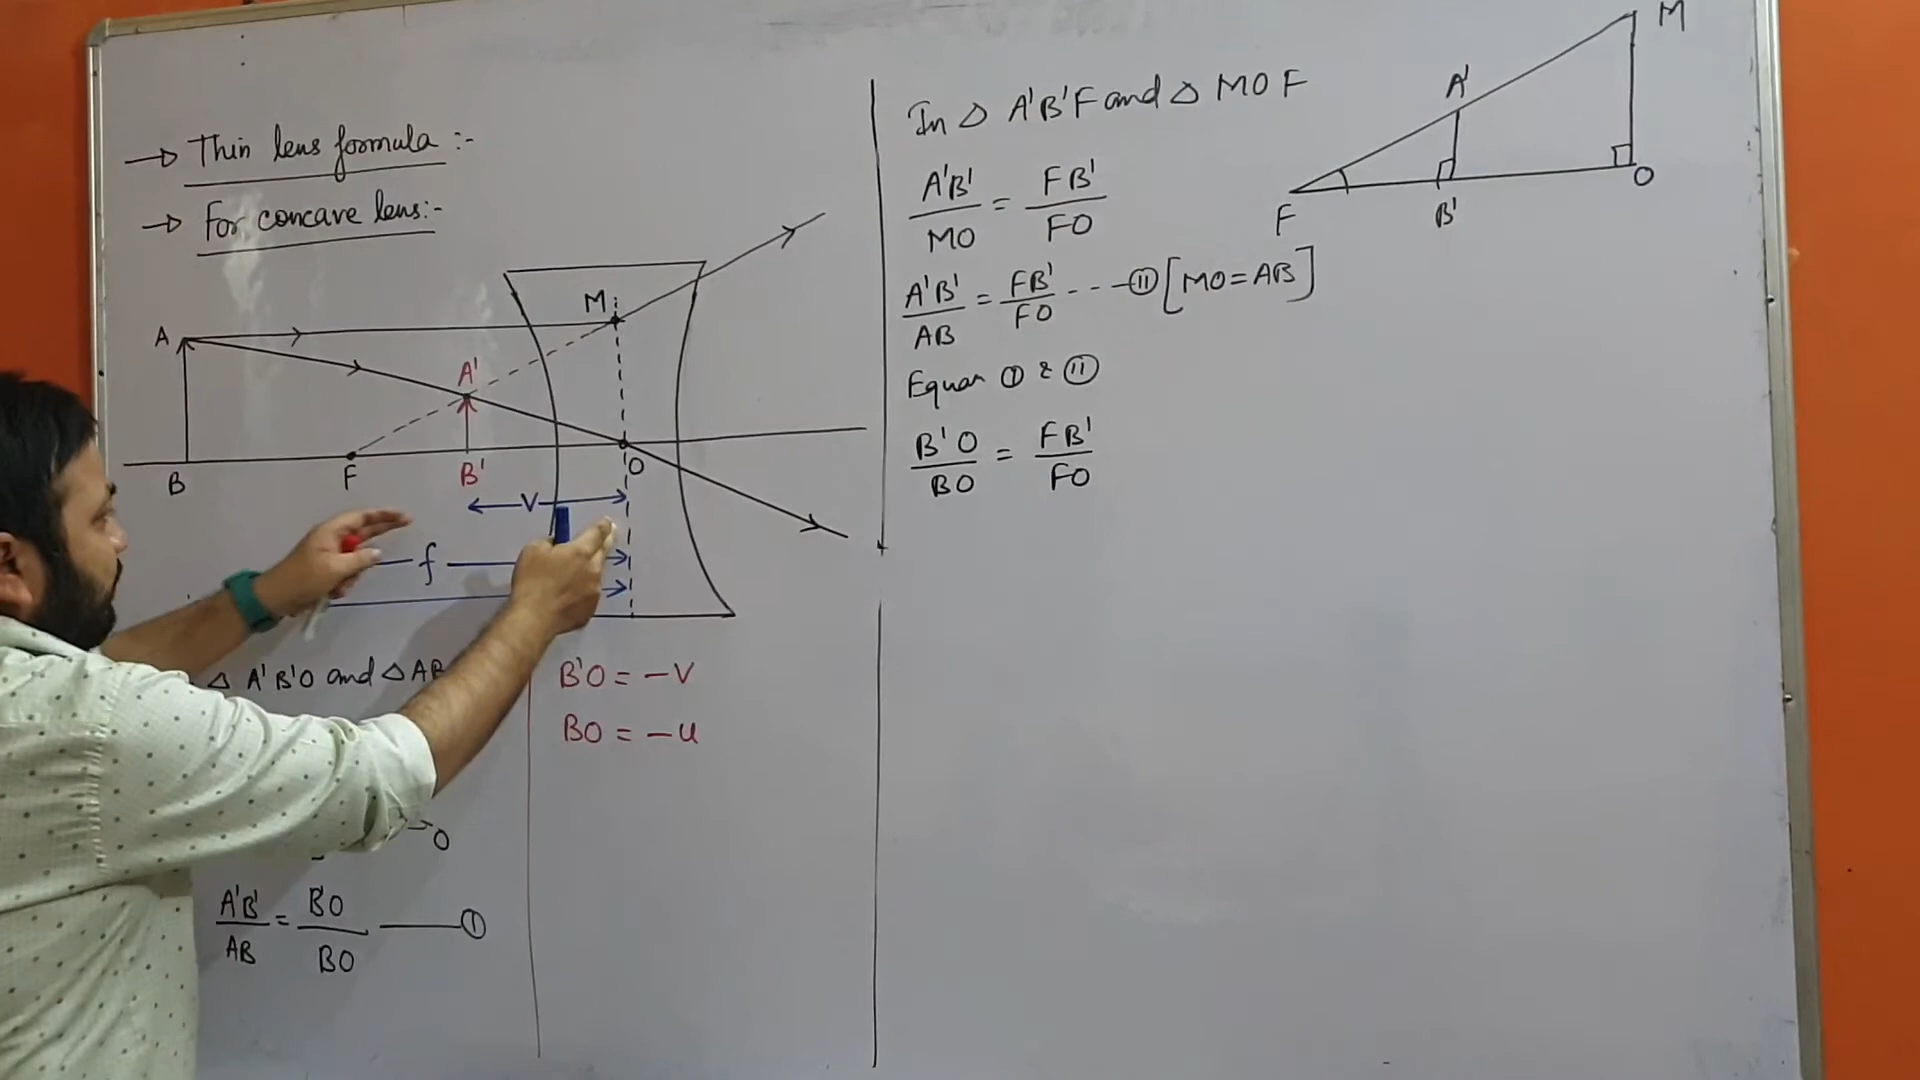 → Thin lens formula :-
→ For concave lens:-
M
A
A'
B
F
B'
O
v
f
△ A'B'O and △ AB
O
A'B'/AB = B'O/BO —— ①
B'O = -v
BO = -u
In △ A'B'F and △ MOF
A'B'/MO = FB'/FO
A'B'/AB = FB'/FO - - - ⑪ [MO = AB]
Equan ① & ⑪
B'O/BO = FB'/FO
M
A'
F
B'
O